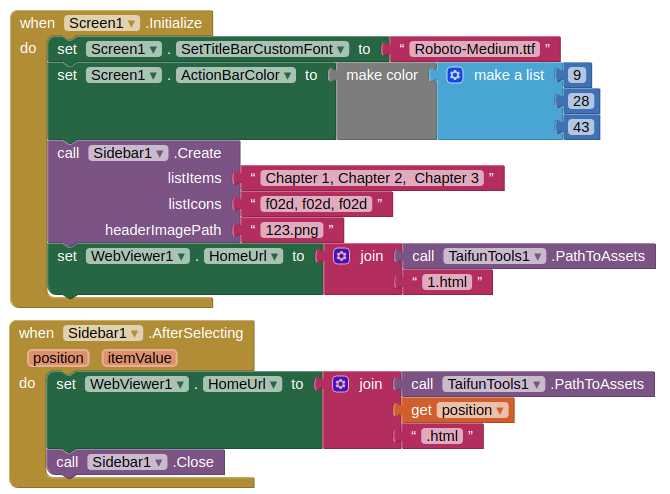 when Screen1 .Initialize
do set Screen1 . SetTitleBarCustomFont to “ Roboto-Medium.ttf ”
set Screen1 . ActionBarColor to make color make a list 9
28
43
call Sidebar1 .Create
listItems “ Chapter 1, Chapter 2,  Chapter 3 ”
listIcons “ f02d, f02d, f02d ”
headerImagePath “ 123.png ”
set WebViewer1 . HomeUrl to join call TaifunTools1 .PathToAssets
“ 1.html ”
when Sidebar1 .AfterSelecting
position itemValue
do set WebViewer1 . HomeUrl to join call TaifunTools1 .PathToAssets
get position
“ .html ”
call Sidebar1 .Close